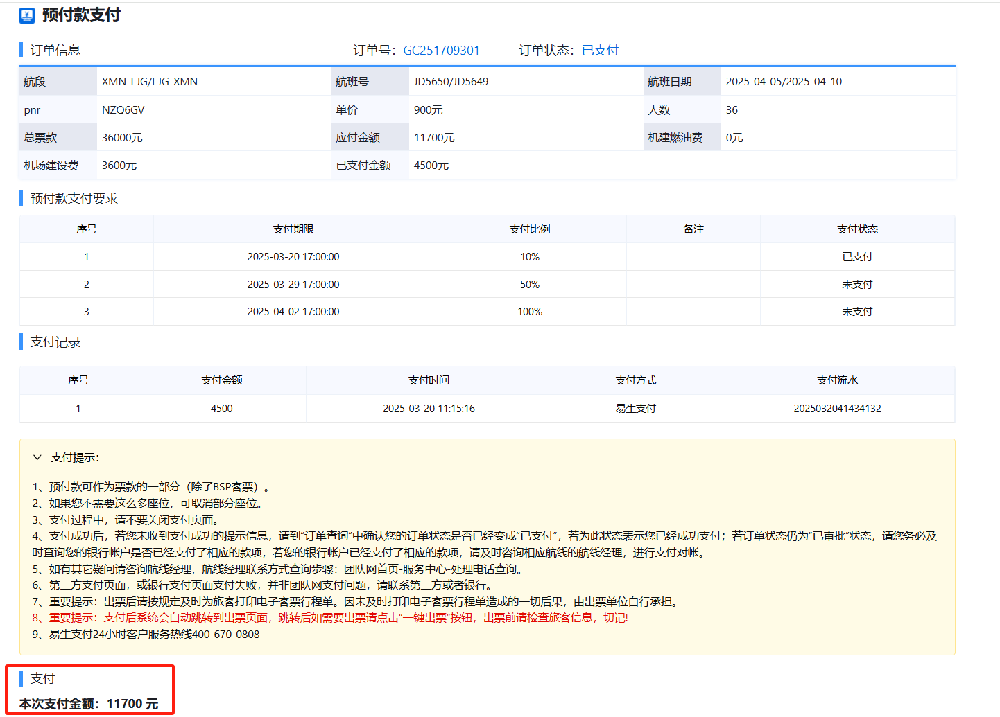 预付款支付
订单信息 订单号：GC251709301 订单状态：已支付
航段 XMN-LJG/LJG-XMN 航班号 JD5650/JD5649 航班日期 2025-04-05/2025-04-10
pnr NZQ6GV 单价 900元 人数 36
总票款 36000元 应付金额 11700元 机建燃油费 0元
机场建设费 3600元 已支付金额 4500元
预付款支付要求
序号 支付期限 支付比例 备注 支付状态
1 2025-03-20 17:00:00 10% 已支付
2 2025-03-29 17:00:00 50% 未支付
3 2025-04-02 17:00:00 100% 未支付
支付记录
序号 支付金额 支付时间 支付方式 支付流水
1 4500 2025-03-20 11:15:16 易生支付 2025032041434132
支付提示：
1、预付款可作为票款的一部分（除了BSP客票）。
2、如果您不需要这么多座位，可取消部分座位。
3、支付过程中，请不要关闭支付页面。
4、支付成功后，若您未收到支付成功的提示信息，请到“订单查询”中确认您的订单状态是否已经变成“已支付”，若为此状态表示您已经成功支付；若订单状态仍为“已审批”状态，请您务必及
时查询您的银行帐户是否已经支付了相应的款项，若您的银行帐户已经支付了相应的款项，请及时咨询相应航线的航线经理，进行支付对帐。
5、如有其它疑问请咨询航线经理，航线经理联系方式查询步骤：团队网首页-服务中心-处理电话查询。
6、第三方支付页面，或银行支付页面支付失败，并非团队网支付问题，请联系第三方或者银行。
7、重要提示：出票后请按规定及时为旅客打印电子客票行程单。因未及时打印电子客票行程单造成的一切后果，由出票单位自行承担。
8、重要提示：支付后系统会自动跳转到出票页面，跳转后如需要出票请点击“一键出票”按钮，出票前请检查旅客信息，切记!
9、易生支付24小时客户服务热线400-670-0808
支付
本次支付金额：11700 元